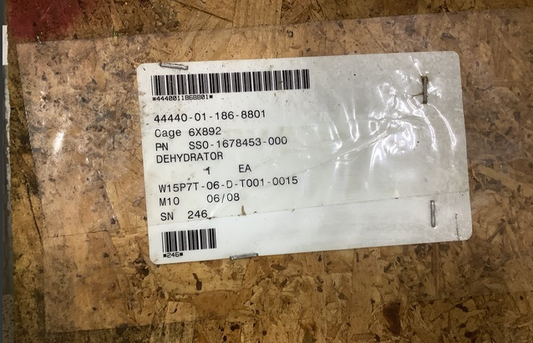 *4440011868801*
44440-01-186-8801
Cage 6X892
PN SS0-1678453-000
DEHYDRATOR
1 EA
W15P7T-06-D-T001-0015
M10 06/08
SN 246
*246*